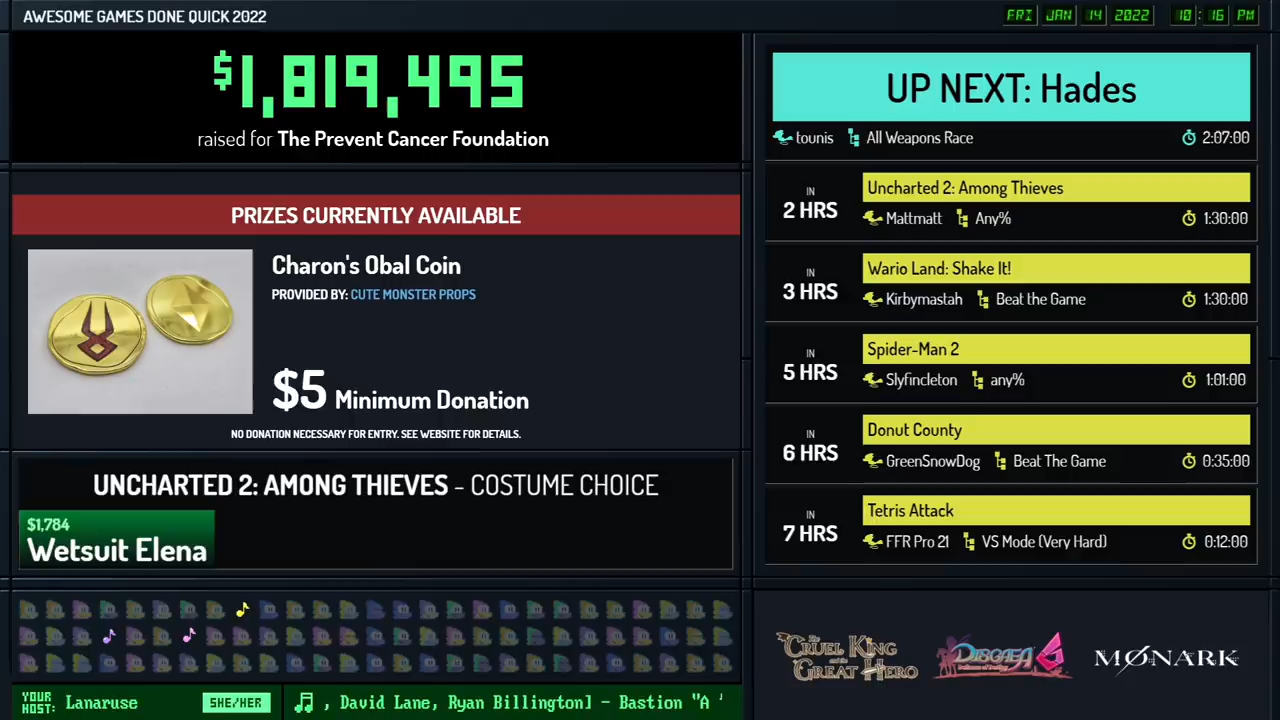 AWESOME GAMES DONE QUICK 2022
FRI JAN 14 2022 10:16 PM
$1,819,495
raised for The Prevent Cancer Foundation
PRIZES CURRENTLY AVAILABLE
Charon's Obal Coin
PROVIDED BY: CUTE MONSTER PROPS
$5 Minimum Donation
NO DONATION NECESSARY FOR ENTRY. SEE WEBSITE FOR DETAILS.
UNCHARTED 2: AMONG THIEVES - COSTUME CHOICE
$1,784
Wetsuit Elena
YOUR HOST: Lanaruse SHE/HER , David Lane, Ryan Billington] - Bastion "A
UP NEXT: Hades
tounis All Weapons Race 2:07:00
IN 2 HRS
Uncharted 2: Among Thieves
Mattmatt Any% 1:30:00
IN 3 HRS
Wario Land: Shake It!
Kirbymastah Beat the Game 1:30:00
IN 5 HRS
Spider-Man 2
Slyfincleton any% 1:01:00
IN 6 HRS
Donut County
GreenSnowDog Beat The Game 0:35:00
IN 7 HRS
Tetris Attack
FFR Pro 21 VS Mode (Very Hard) 0:12:00
The Cruel King and the Great Hero
DISGAEA 6
MONARK